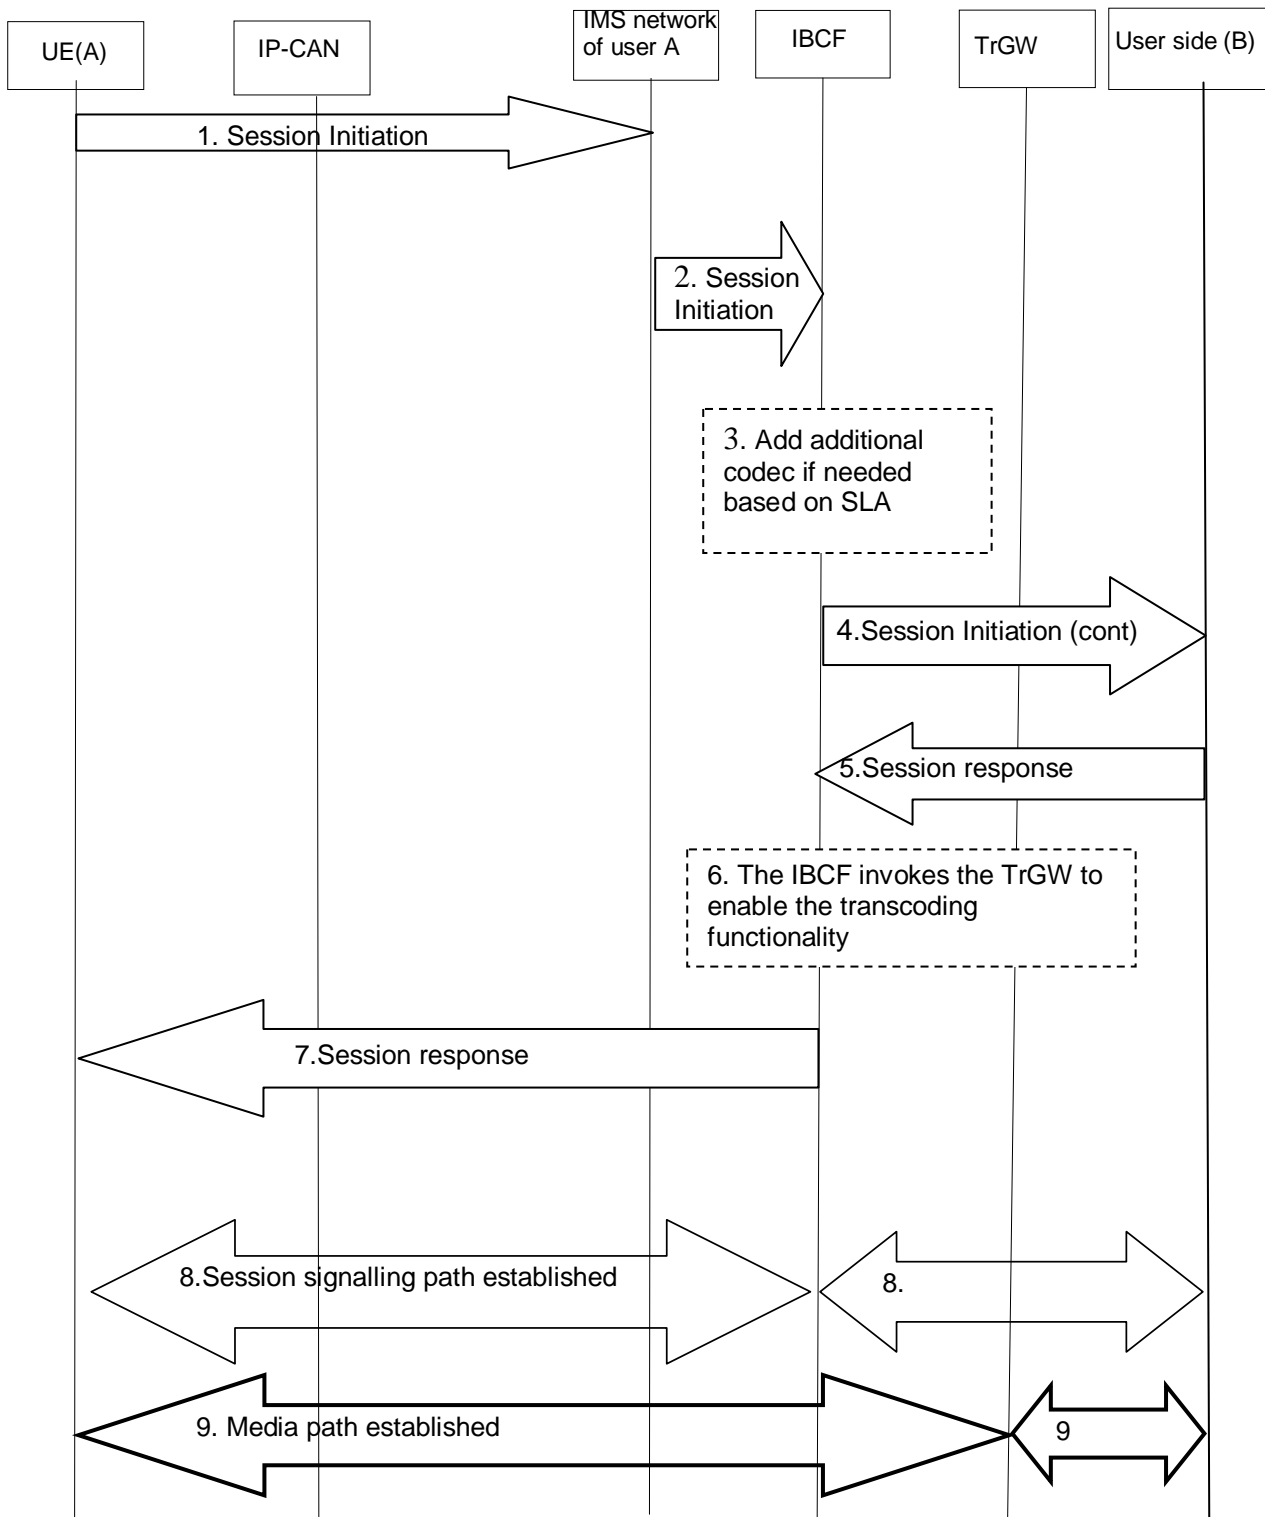 UE(A)
IP-CAN
IMS network
of user A
IBCF
TrGW
User side (B)
1. Session Initiation
2. Session
Initiation
3. Add additional
codec if needed
based on SLA
4.Session Initiation (cont)
5.Session response
6. The IBCF invokes the TrGW to
enable the transcoding
functionality
7.Session response
8.Session signalling path established
8.
9. Media path established
9